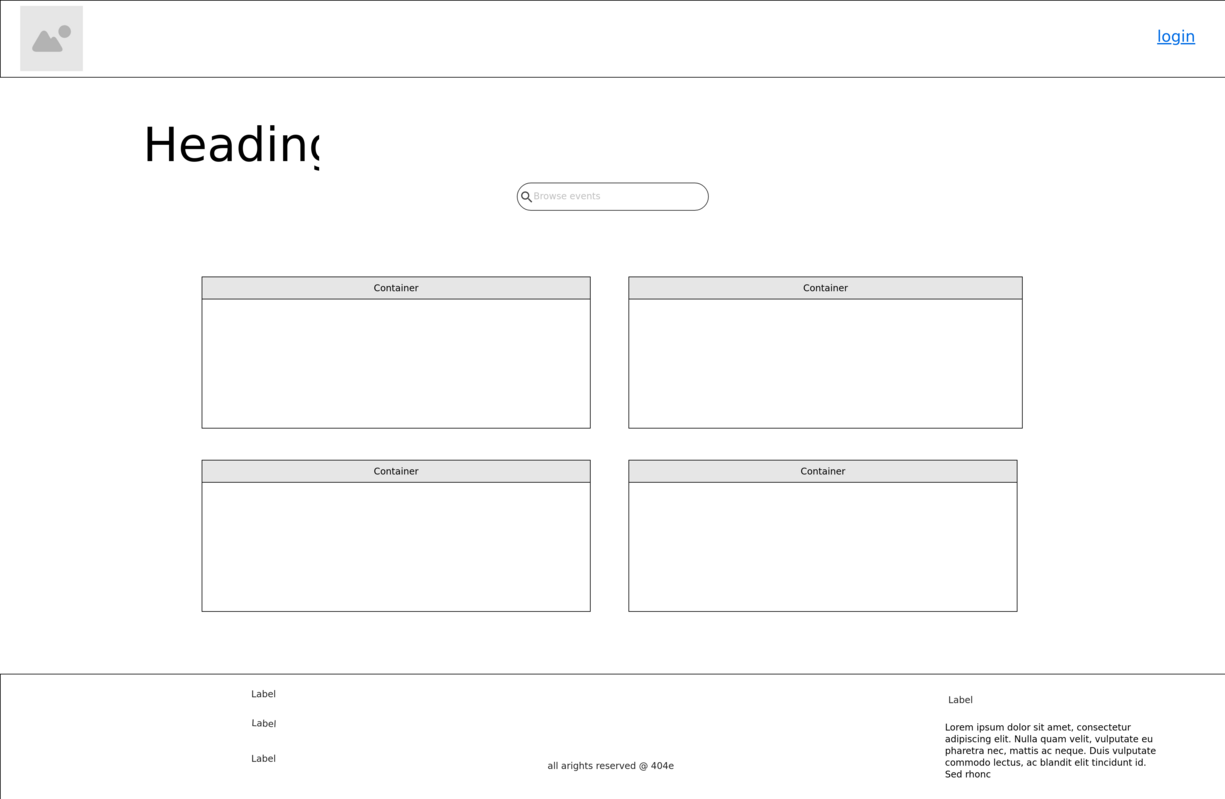 login
Heading
Browse events
Container
Container
Container
Container
Label
Label
Label
all arights reserved @ 404e
Label
Lorem ipsum dolor sit amet, consectetur
adipiscing elit. Nulla quam velit, vulputate eu
pharetra nec, mattis ac neque. Duis vulputate
commodo lectus, ac blandit elit tincidunt id.
Sed rhonc